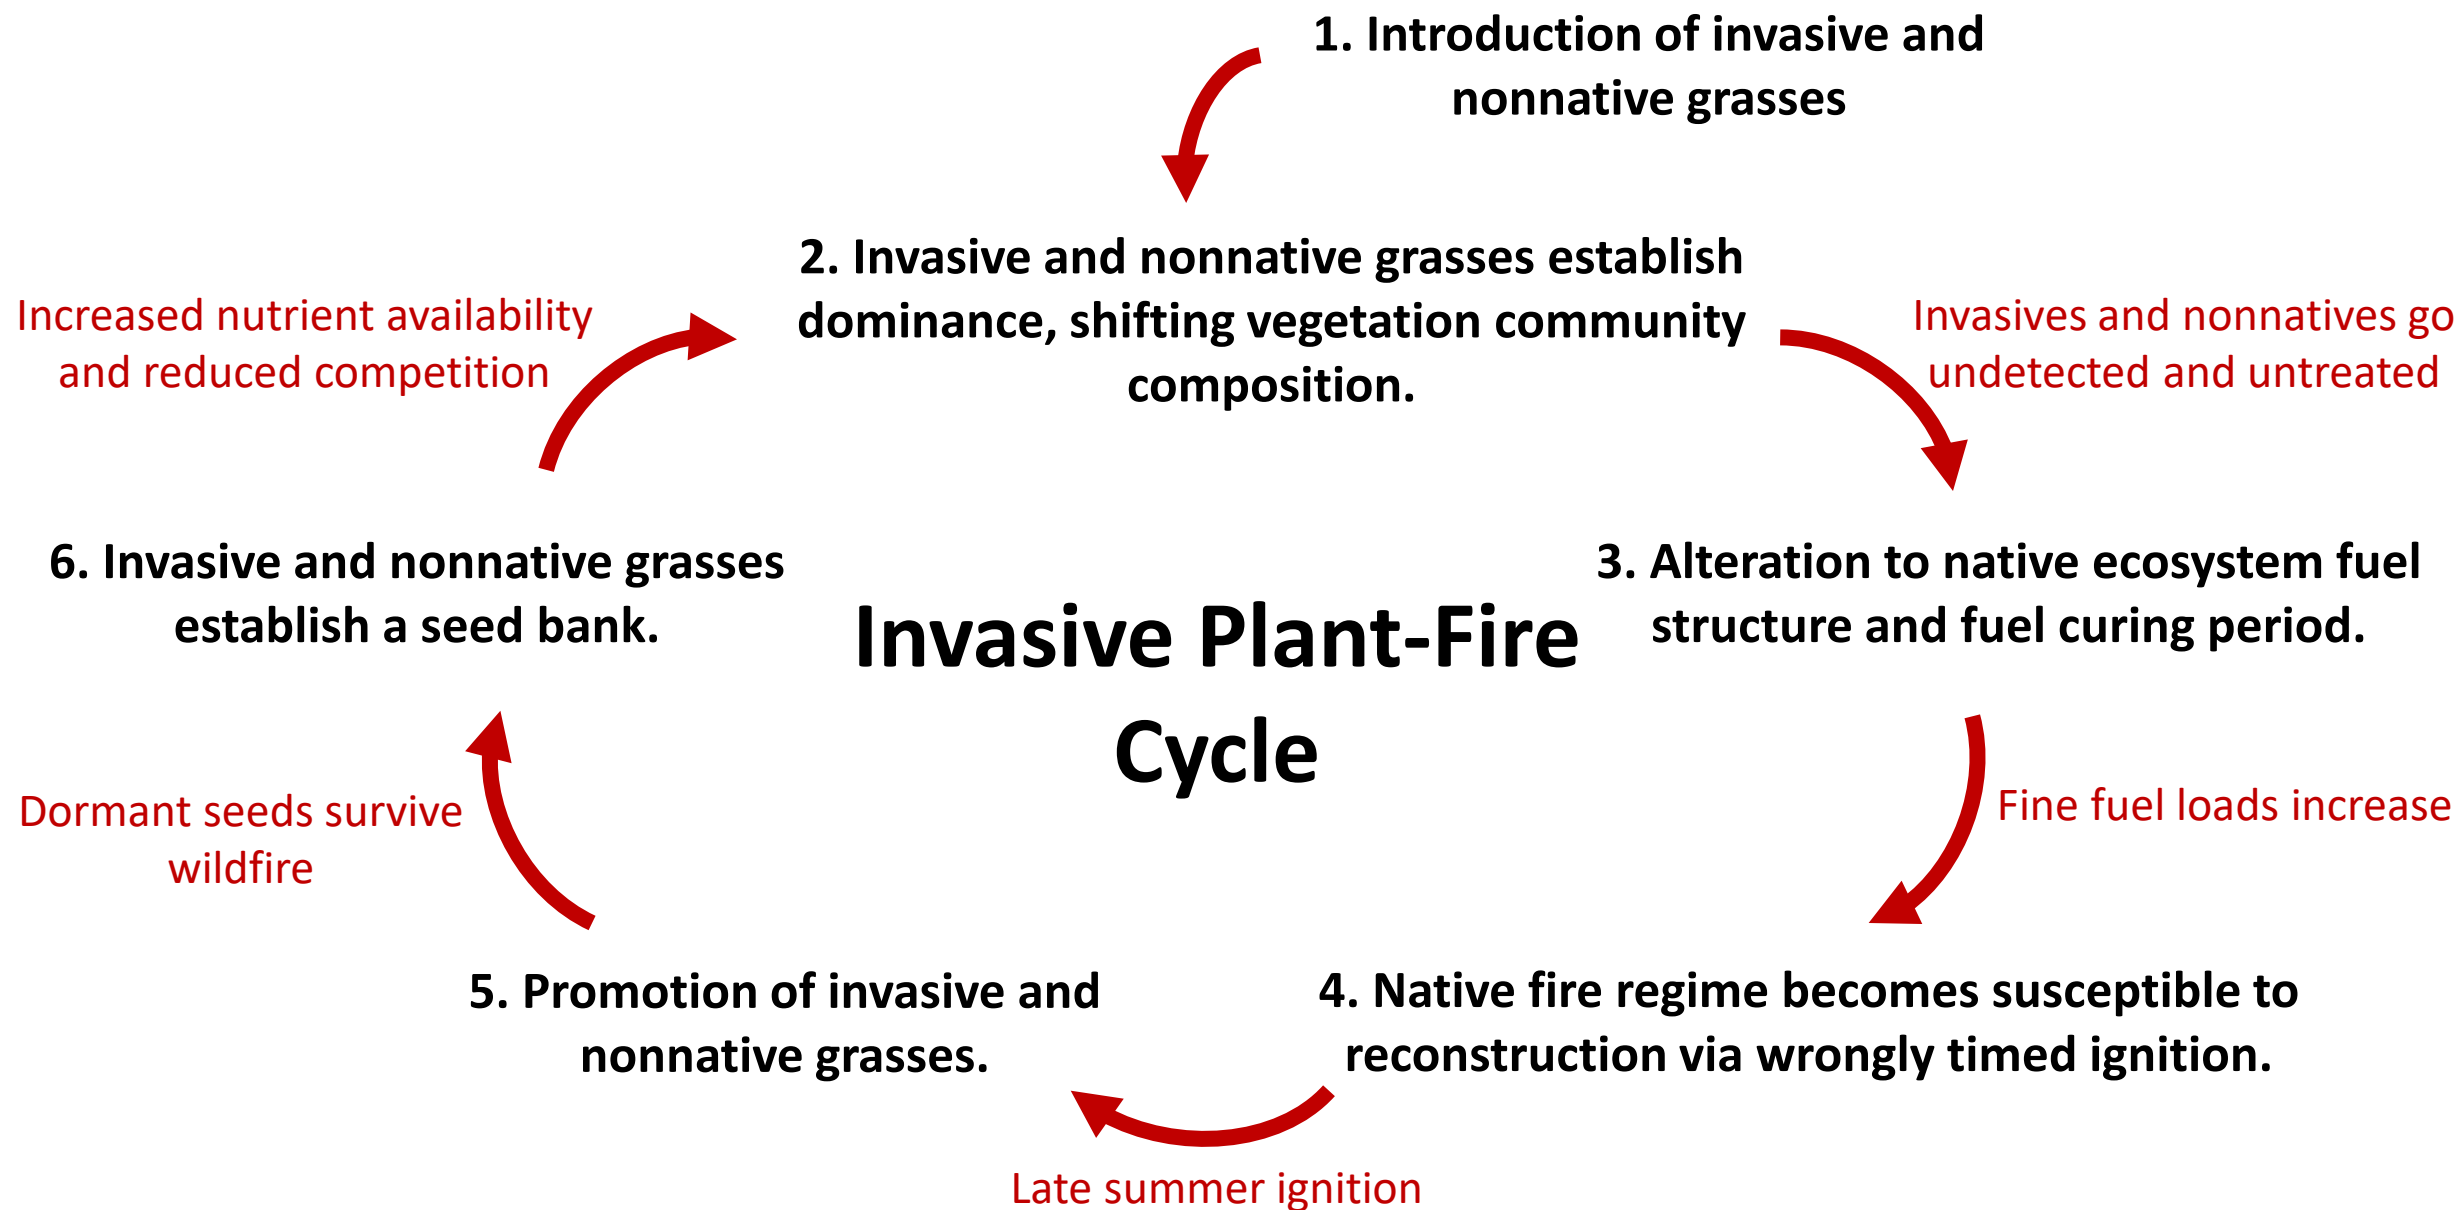 1. Introduction of invasive and
nonnative grasses
2. Invasive and nonnative grasses establish
dominance, shifting vegetation community
composition.
Increased nutrient availability
and reduced competition
Invasives and nonnatives go
undetected and untreated
6. Invasive and nonnative grasses
establish a seed bank.
3. Alteration to native ecosystem fuel
structure and fuel curing period.
Invasive Plant-Fire
Cycle
Dormant seeds survive
wildfire
Fine fuel loads increase
5. Promotion of invasive and
nonnative grasses.
4. Native fire regime becomes susceptible to
reconstruction via wrongly timed ignition.
Late summer ignition